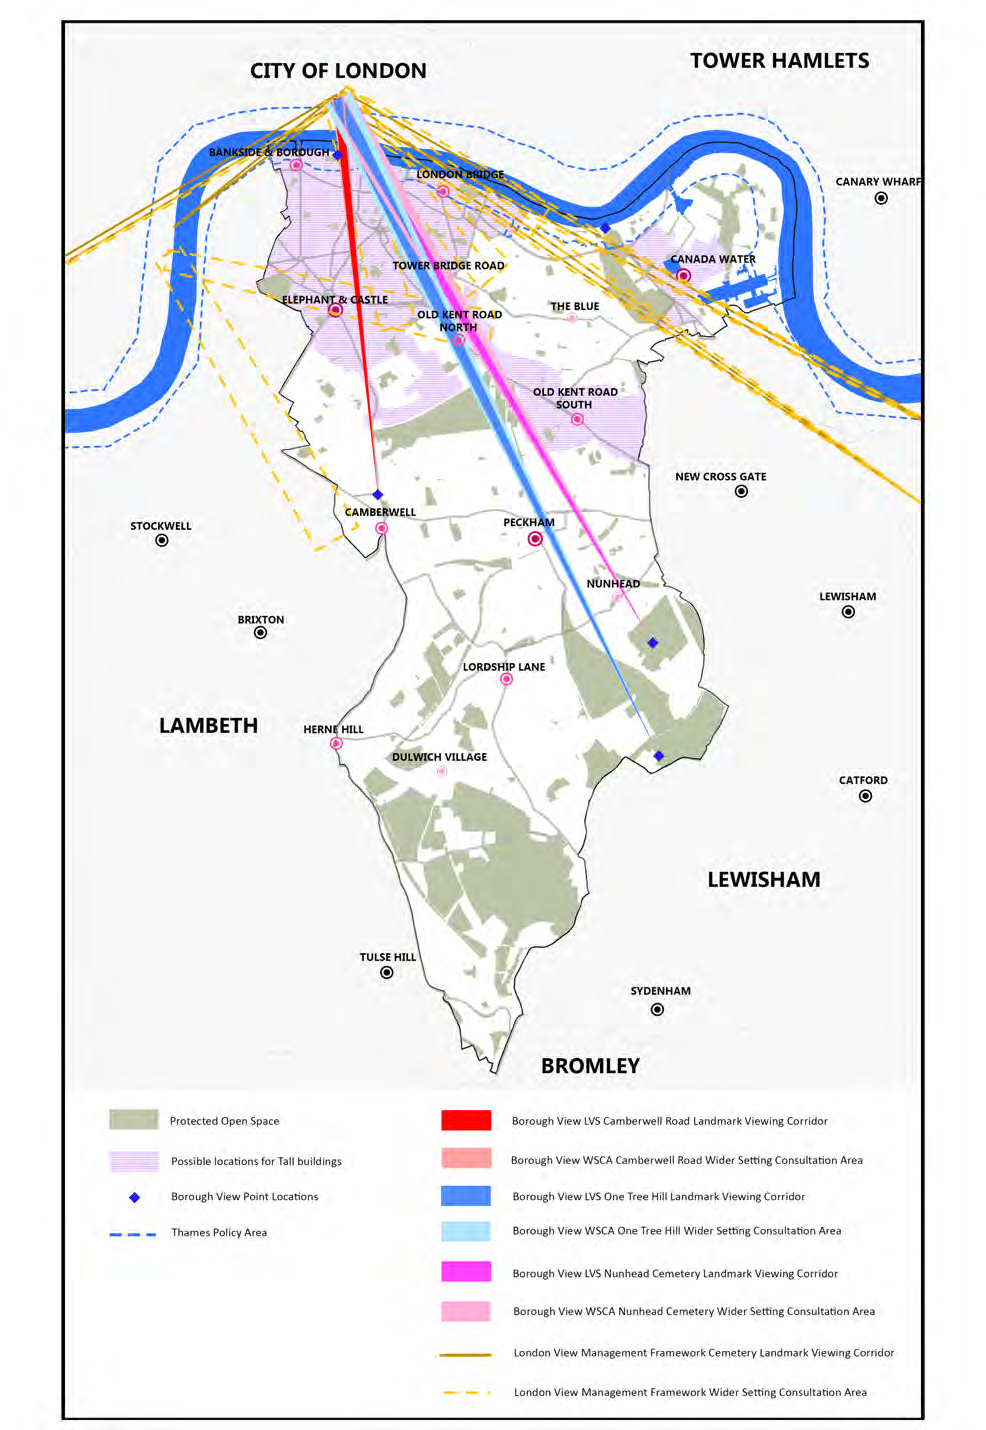 CITY OF LONDON
TOWER HAMLETS
BANKSIDE & BOROUGH
LONDON BRIDGE
CANARY WHARF
CANADA WATER
TOWER BRIDGE ROAD
ELEPHANT & CASTLE
THE BLUE
OLD KENT ROAD
NORTH
OLD KENT ROAD
SOUTH
NEW CROSS GATE
CAMBERWELL
STOCKWELL
PECKHAM
NUNHEAD
LEWISHAM
BRIXTON
LORDSHIP LANE
LAMBETH
HERNE HILL
DULWICH VILLAGE
CATFORD
LEWISHAM
TULSE HILL
SYDENHAM
BROMLEY
Protected Open Space
Possible locations for Tall buildings
Borough View Point Locations
Thames Policy Area
Borough View LVS Camberwell Road Landmark Viewing Corridor
Borough View WSCA Camberwell Road Wider Setting Consultation Area
Borough View LVS One Tree Hill Landmark Viewing Corridor
Borough View WSCA One Tree Hill Wider Setting Consultation Area
Borough View LVS Nunhead Cemetery Landmark Viewing Corridor
Borough View WSCA Nunhead Cemetery Wider Setting Consultation Area
London View Management Framework Cemetery Landmark Viewing Corridor
London View Management Framework Wider Setting Consultation Area